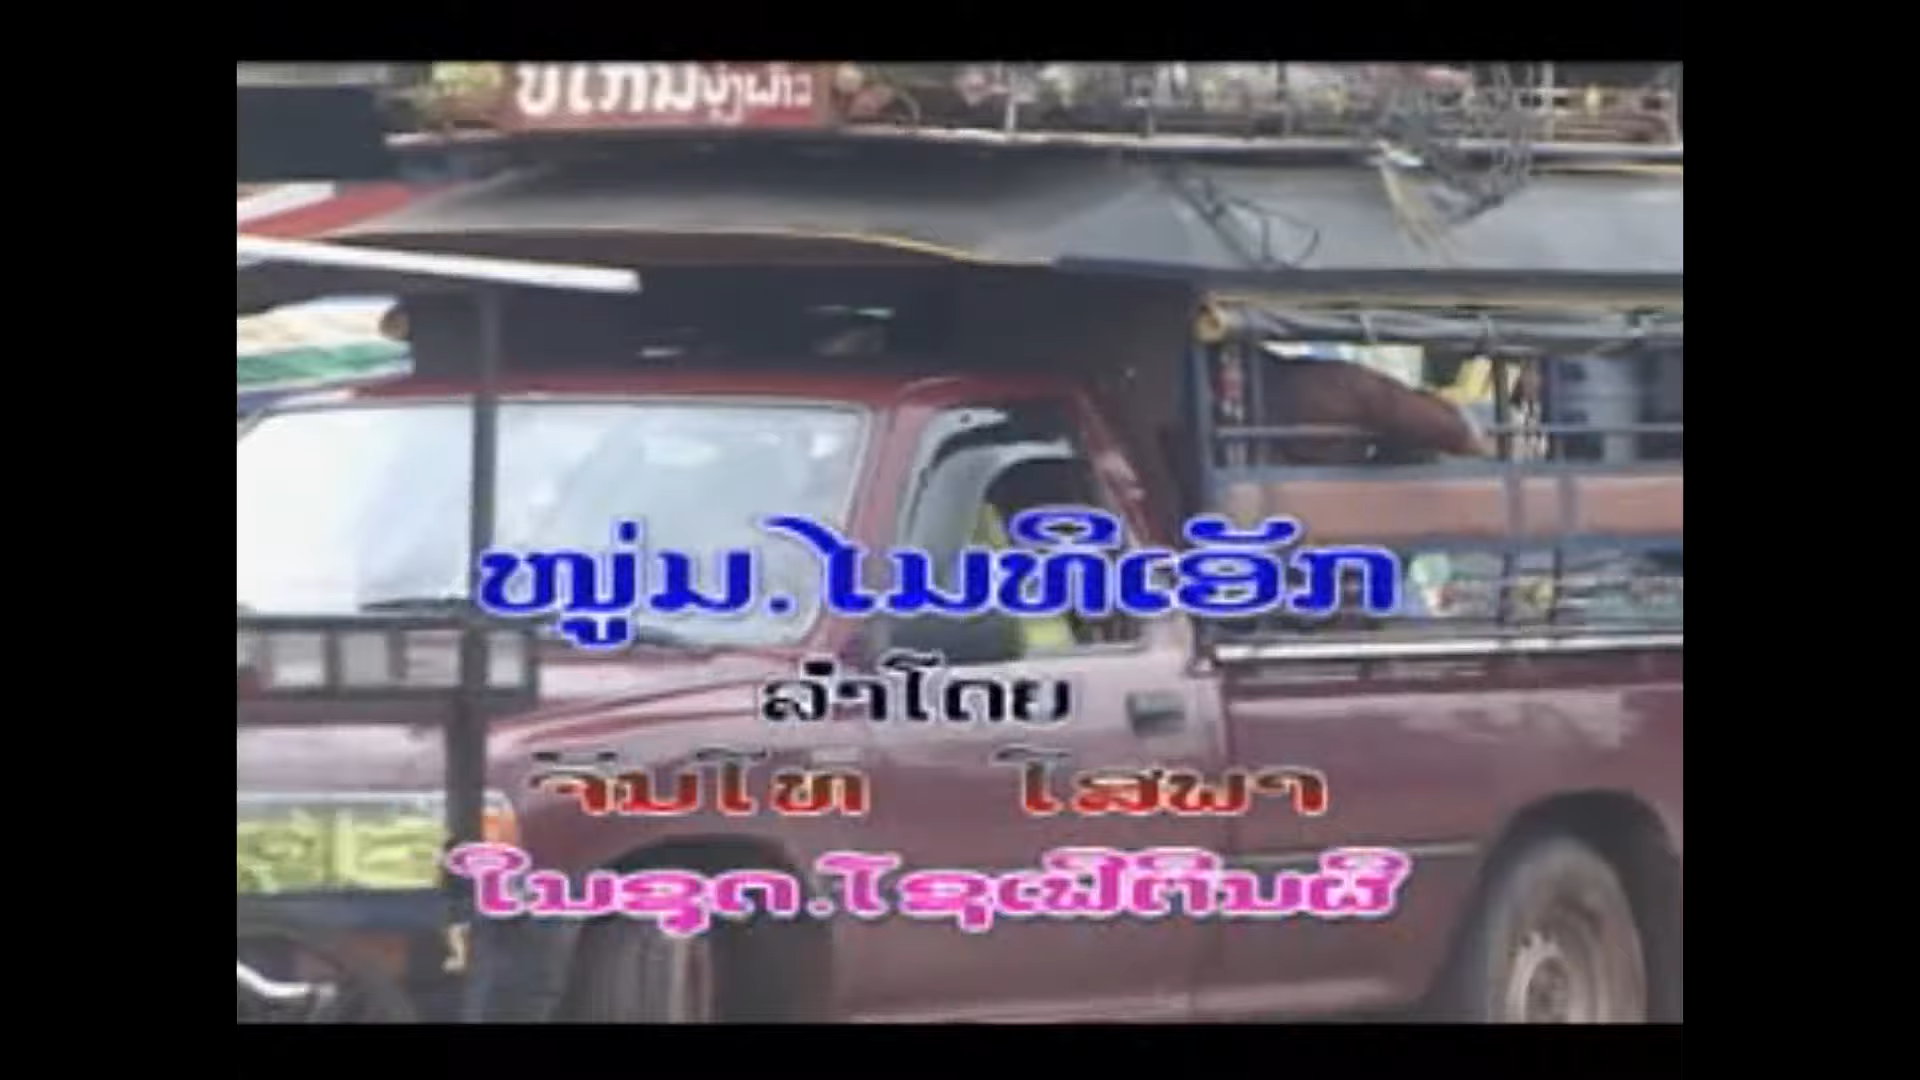 ໜຸ່ມ.ໄມທີເອັກ
ລຳໂດຍ
ຈັນໂທ ໂສພາ
ໃນຊຸດ.ໂຊເຟີຕີນຜີ